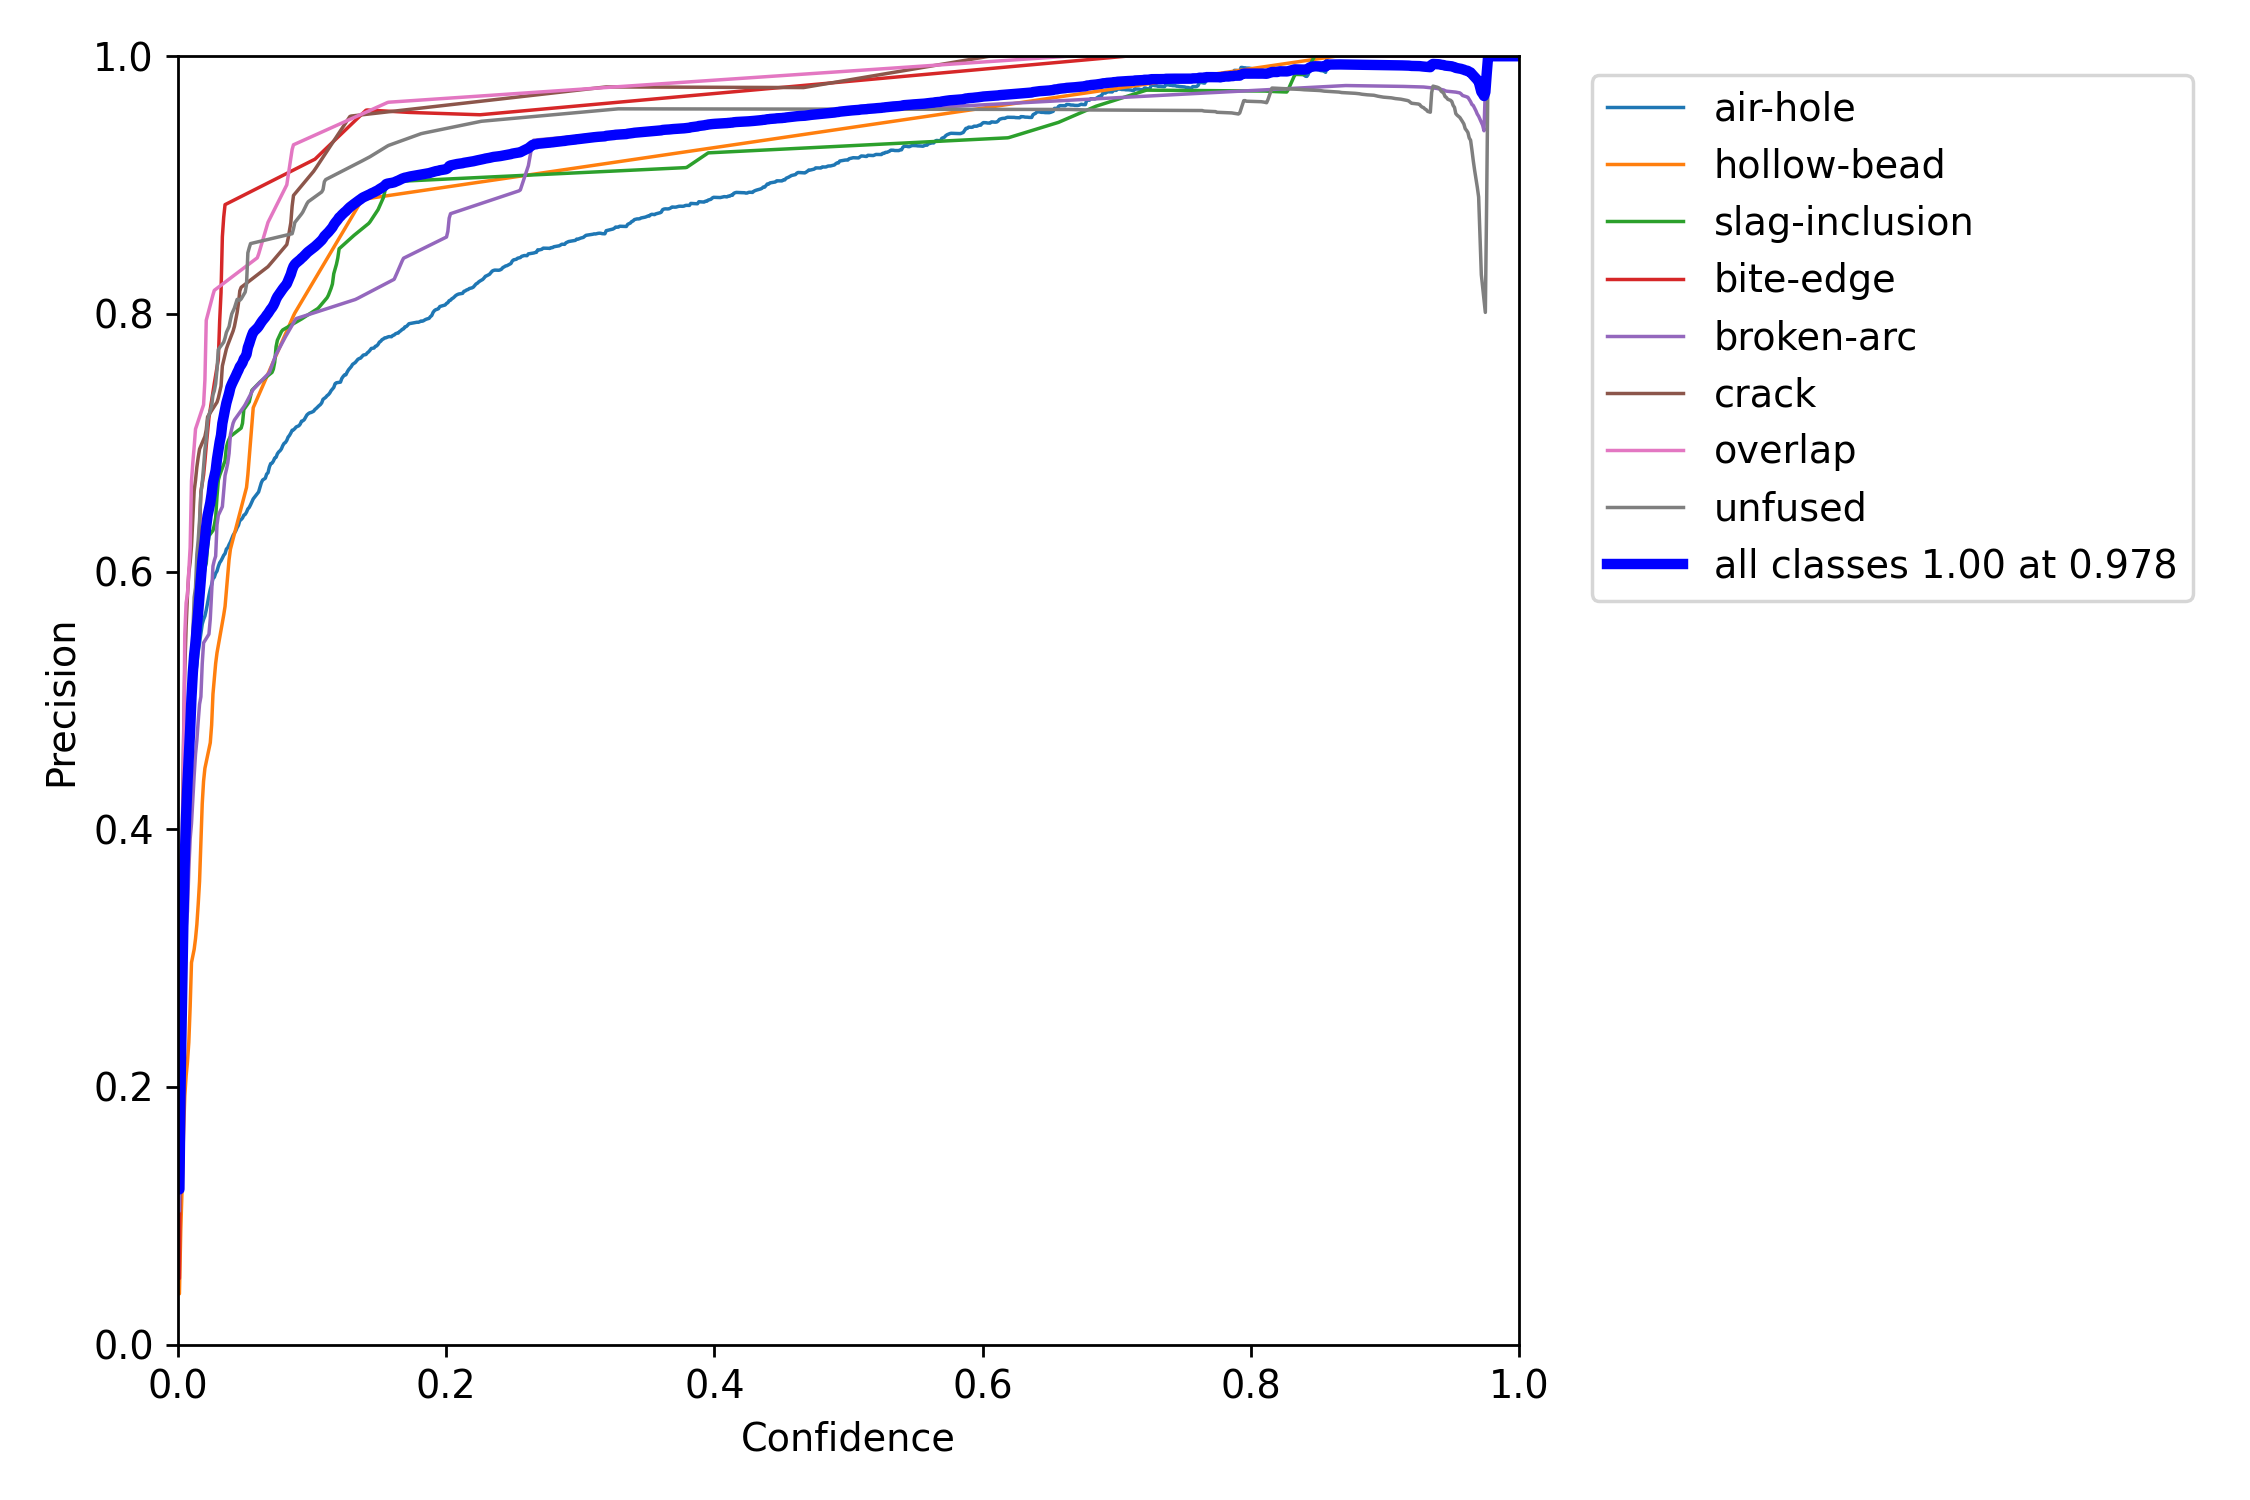 1.0
0.8
0.6
0.4
0.2
0.0
Precision
0.0 0.2 0.4 0.6 0.8 1.0
Confidence
air-hole
hollow-bead
slag-inclusion
bite-edge
broken-arc
crack
overlap
unfused
all classes 1.00 at 0.978